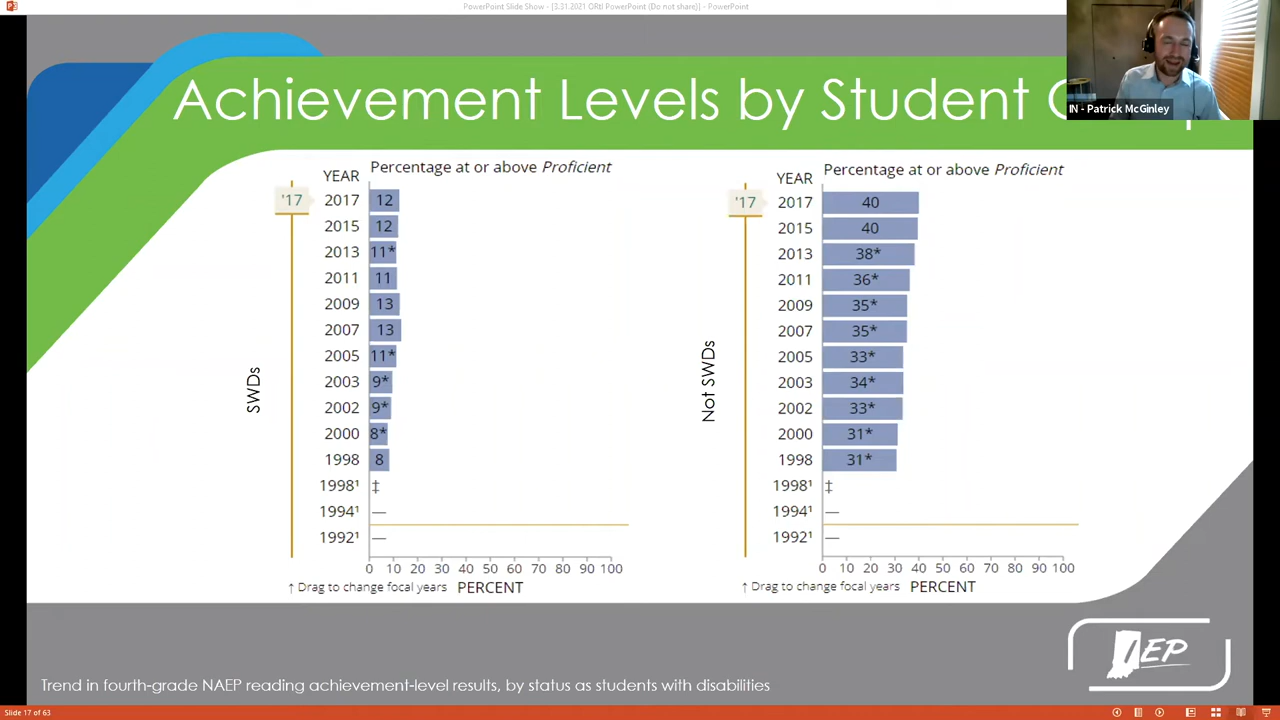 PowerPoint Slide Show - [3.31.2021 ORtI PowerPoint (Do not share)] - PowerPoint
IN - Patrick McGinley
Achievement Levels by Student
Percentage at or above Proficient
YEAR
'17
2017 12
2015 12
2013 11*
2011 11
2009 13
2007 13
2005 11*
2003 9*
2002 9*
2000 8*
1998 8
1998¹ ‡
1994¹ —
1992¹ —
SWDs
0 10 20 30 40 50 60 70 80 90 100
↑ Drag to change focal years PERCENT
Percentage at or above Proficient
YEAR
'17
2017 40
2015 40
2013 38*
2011 36*
2009 35*
2007 35*
2005 33*
2003 34*
2002 33*
2000 31*
1998 31*
1998¹ ‡
1994¹ —
1992¹ —
Not SWDs
0 10 20 30 40 50 60 70 80 90 100
↑ Drag to change focal years PERCENT
IEP
Trend in fourth-grade NAEP reading achievement-level results, by status as students with disabilities
Slide 17 of 63